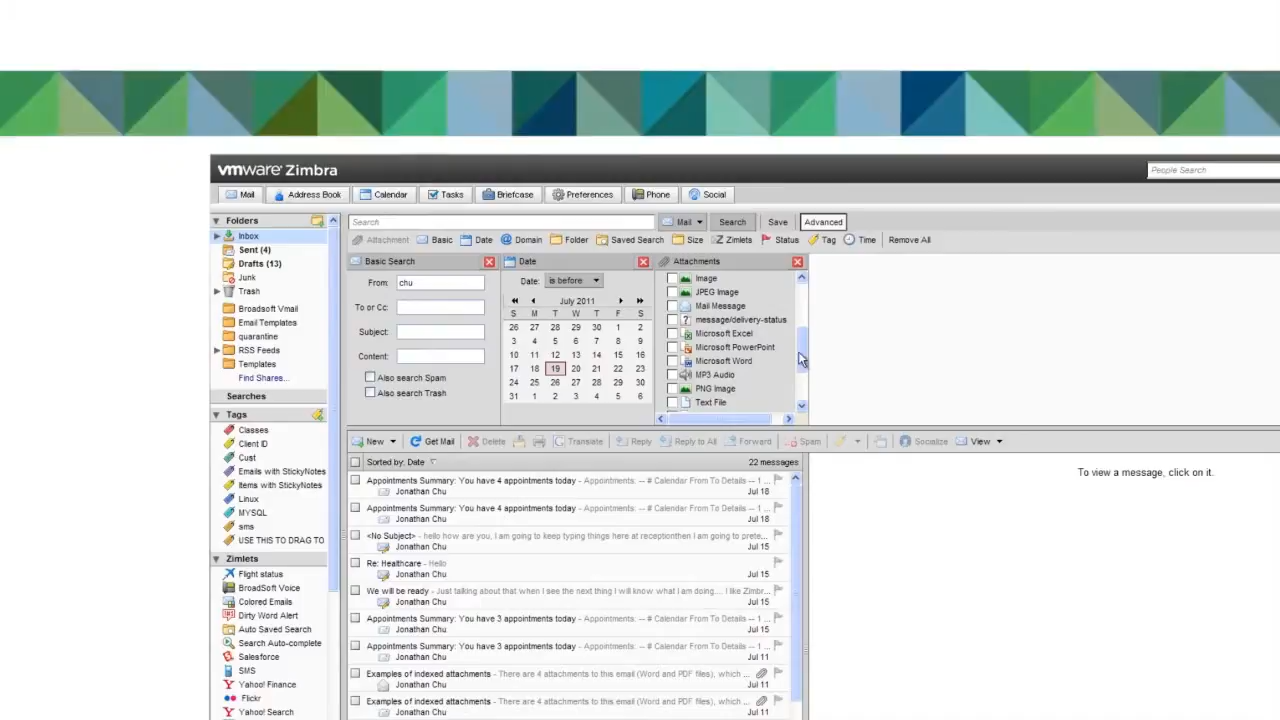 vmware Zimbra
People Search
Mail
Address Book
Calendar
Tasks
Briefcase
Preferences
Phone
Social
Folders
Inbox
Sent (4)
Drafts (13)
Junk
Trash
Broadsoft Vmail
Email Templates
quarantine
RSS Feeds
Templates
Find Shares...
Searches
Tags
Classes
Client ID
Cust
Emails with StickyNotes
Items with StickyNotes
Linux
MYSQL
sms
USE THIS TO DRAG TO
Zimlets
Flight status
BroadSoft Voice
Colored Emails
Dirty Word Alert
Auto Saved Search
Search Auto-complete
Salesforce
SMS
Yahoo! Finance
Flickr
Yahoo! Search
Search
Mail
Search
Save
Advanced
Attachment
Basic
Date
Domain
Folder
Saved Search
Size
Zimlets
Status
Tag
Time
Remove All
Basic Search
From: chu
To or Cc:
Subject:
Content:
Also search Spam
Also search Trash
Date
Date: is before
July 2011
S M T W T F S
26 27 28 29 30 1 2
3 4 5 6 7 8 9
10 11 12 13 14 15 16
17 18 19 20 21 22 23
24 25 26 27 28 29 30
31 1 2 3 4 5 6
Attachments
Image
JPEG Image
Mail Message
message/delivery-status
Microsoft Excel
Microsoft PowerPoint
Microsoft Word
MP3 Audio
PNG Image
Text File
New
Get Mail
Delete
Translate
Reply
Reply to All
Forward
Spam
Socialize
View
Sorted by: Date
22 messages
Appointments Summary: You have 4 appointments today - Appointments: -- # Calendar From To Details -- 1 ...
Jonathan Chu Jul 18
Appointments Summary: You have 4 appointments today - Appointments: -- # Calendar From To Details -- 1 ...
Jonathan Chu Jul 18
<No Subject> - hello how are you, I am going to keep typing things here at receptionthen I am going to prete...
Jonathan Chu Jul 15
Re: Healthcare - Hello
Jonathan Chu Jul 15
We will be ready - Just talking about that when I see the next thing I will know what I am doing.... I like Zimbr...
Jonathan Chu Jul 15
Appointments Summary: You have 3 appointments today - Appointments: -- # Calendar From To Details -- 1 ...
Jonathan Chu Jul 15
Appointments Summary: You have 3 appointments today - Appointments: -- # Calendar From To Details -- 1 ...
Jonathan Chu Jul 11
Examples of indexed attachments - There are 4 attachments to this email (Word and PDF files), which ...
Jonathan Chu Jul 11
Examples of indexed attachments - There are 4 attachments to this email (Word and PDF files), which ...
Jonathan Chu Jul 11
To view a message, click on it.